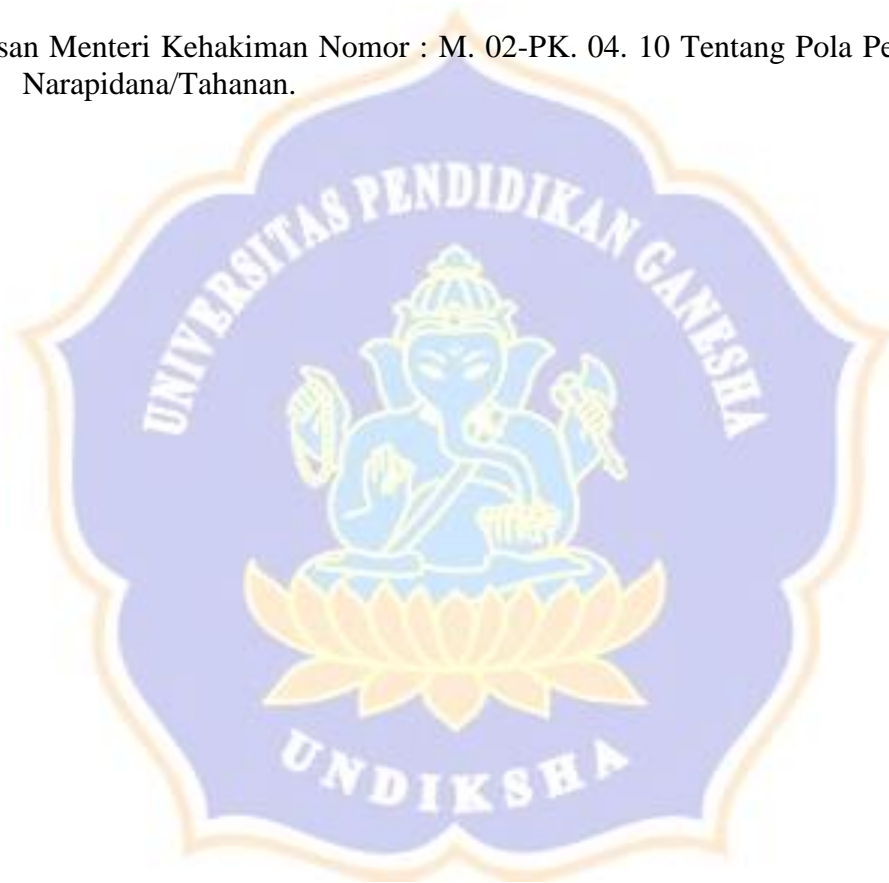 san Menteri Kehakiman Nomor : M. 02-PK. 04. 10 Tentang Pola Pe
Narapidana/Tahanan.
UNIVERSITAS PENDIDIKAN GANESHA
UNDIKSHA